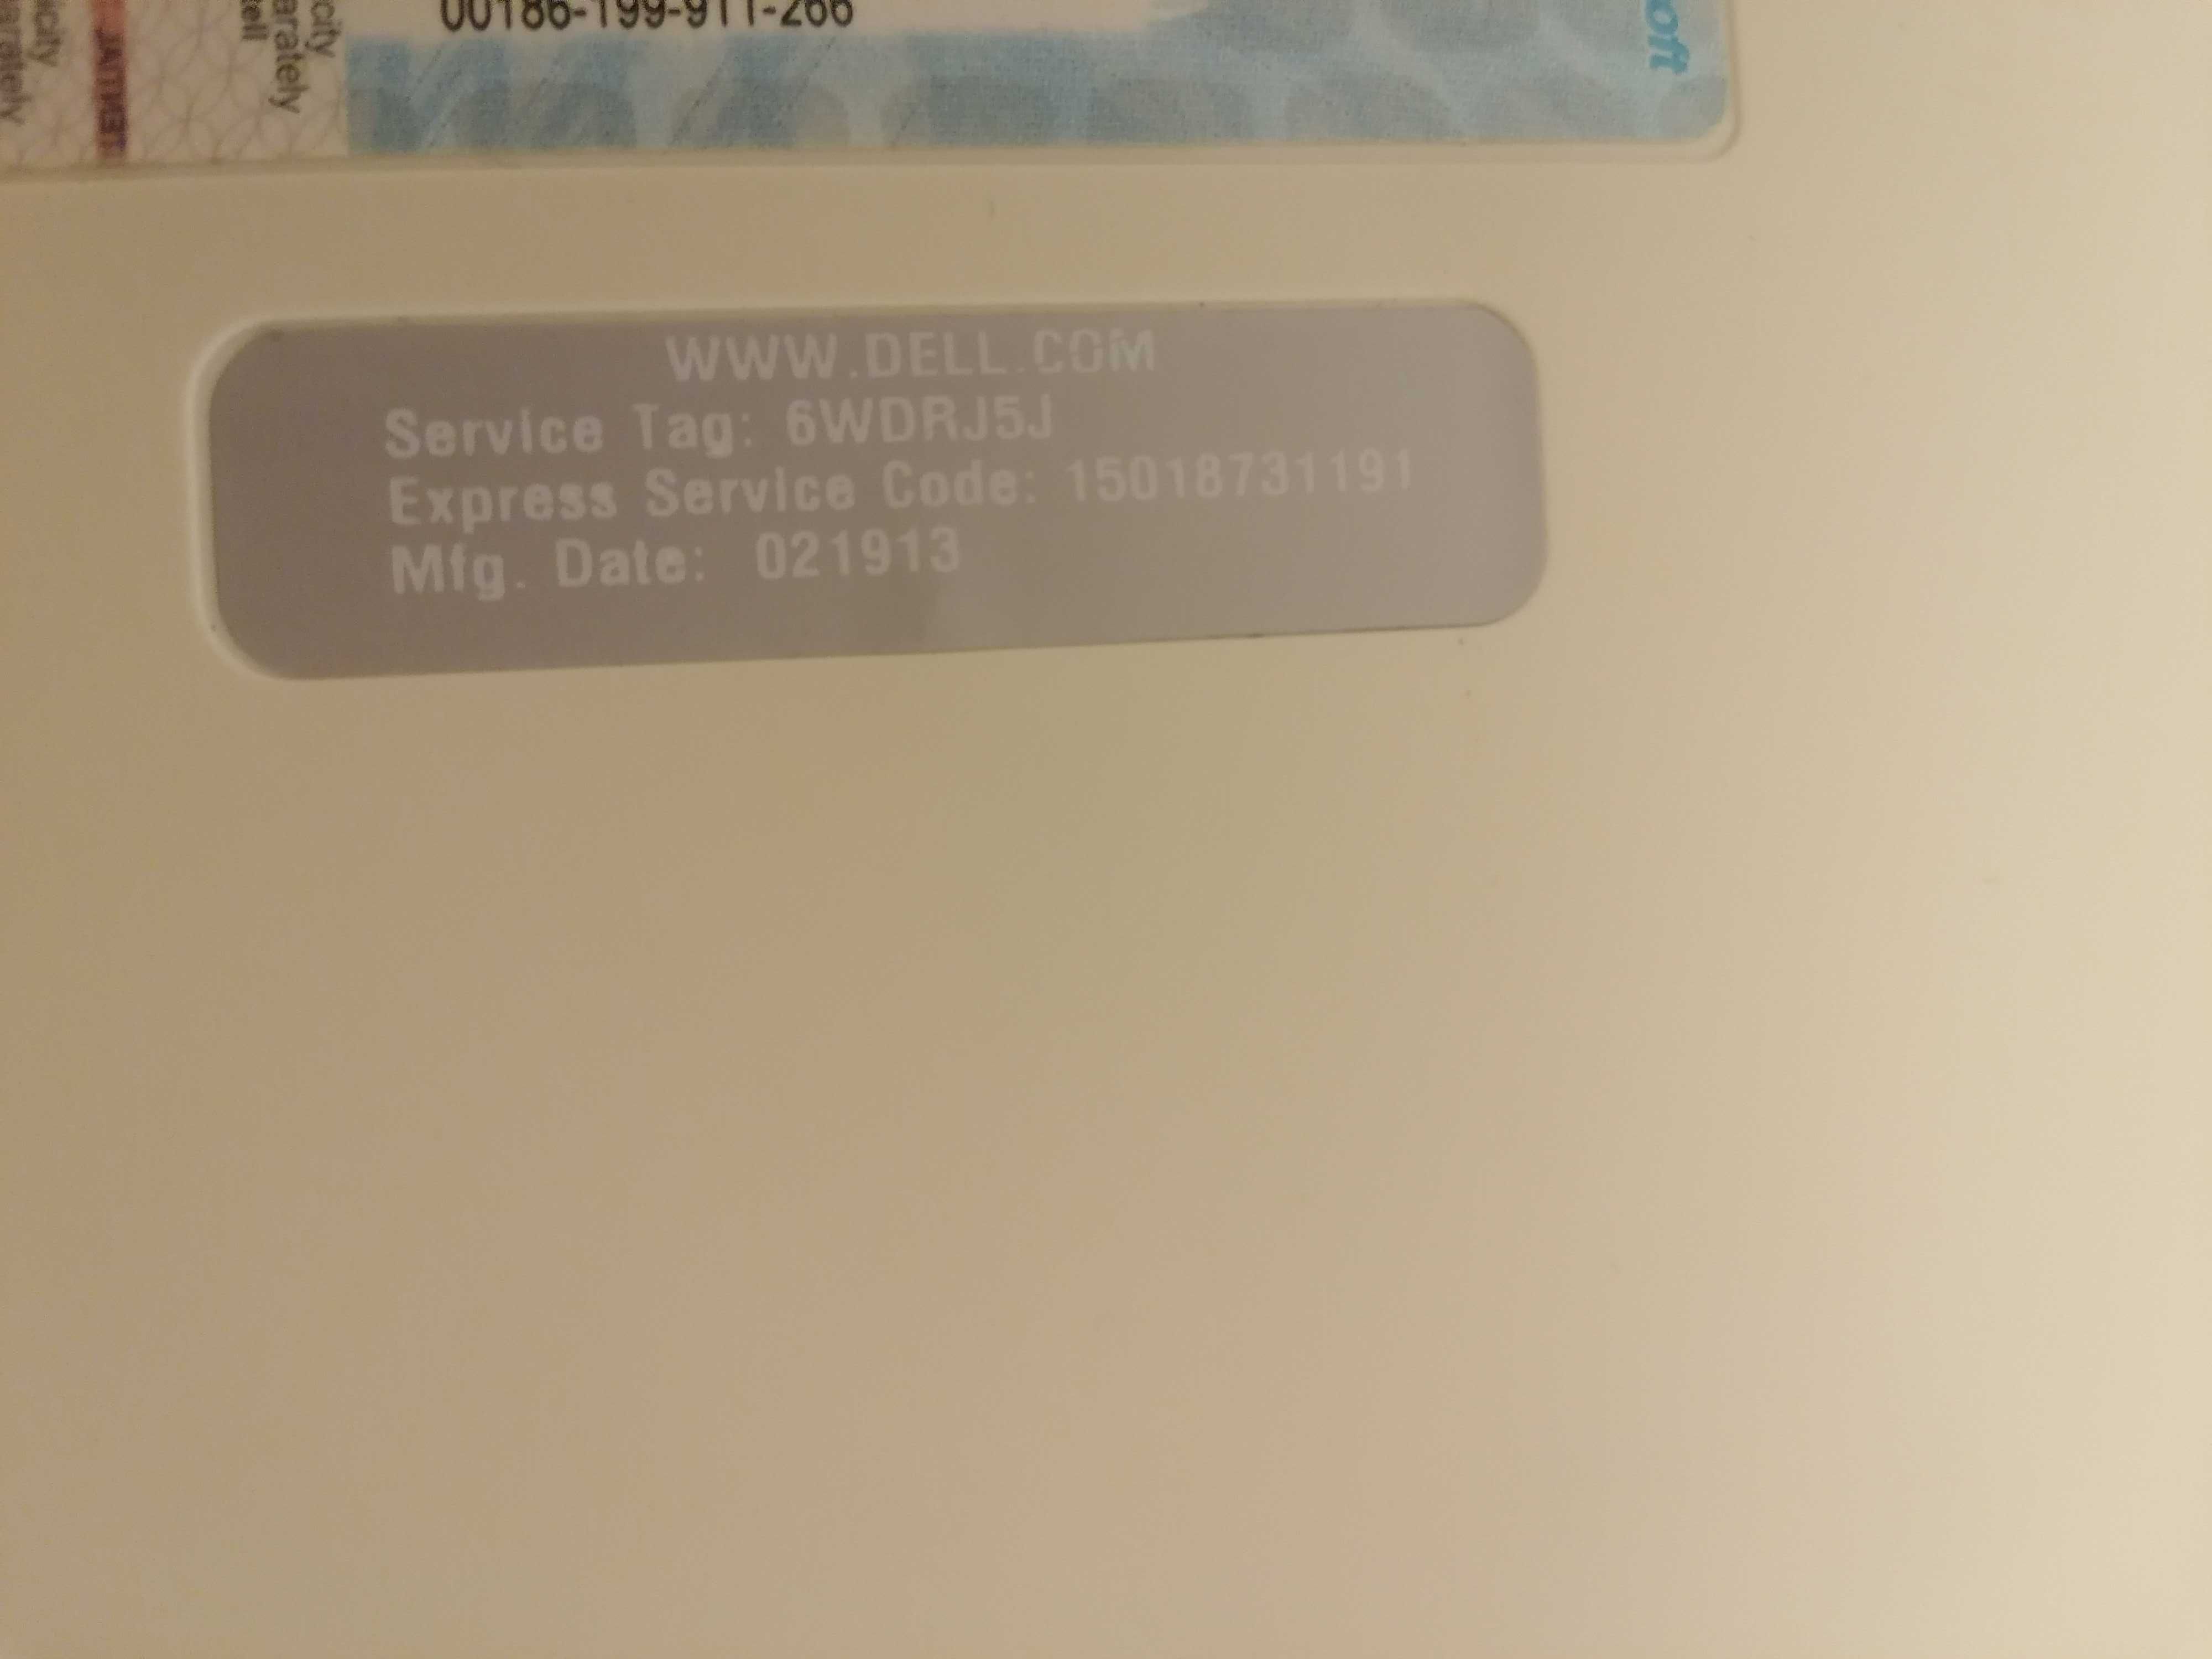 00186-199-911-266
WWW.DELL.COM
Service Tag: 6WDRJ5J
Express Service Code: 15018731191
Mfg. Date: 021913